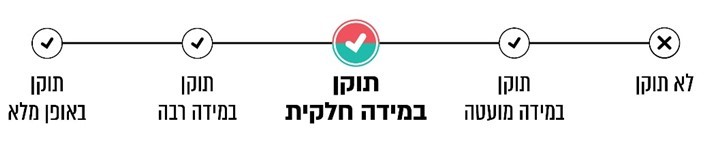 לא תוקן
תוקן
במידה מועטה
תוקן
במידה חלקית
תוקן
במידה רבה
תוקן
באופן מלא